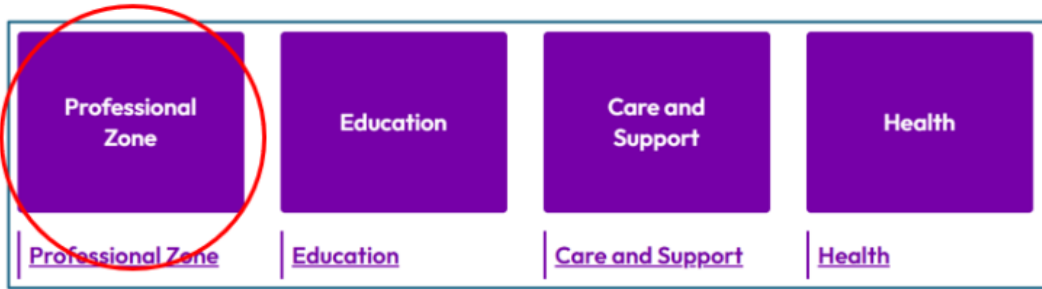 Professional
Zone
Education
Care and
Support
Health
Professional Zone
Education
Care and Support
Health